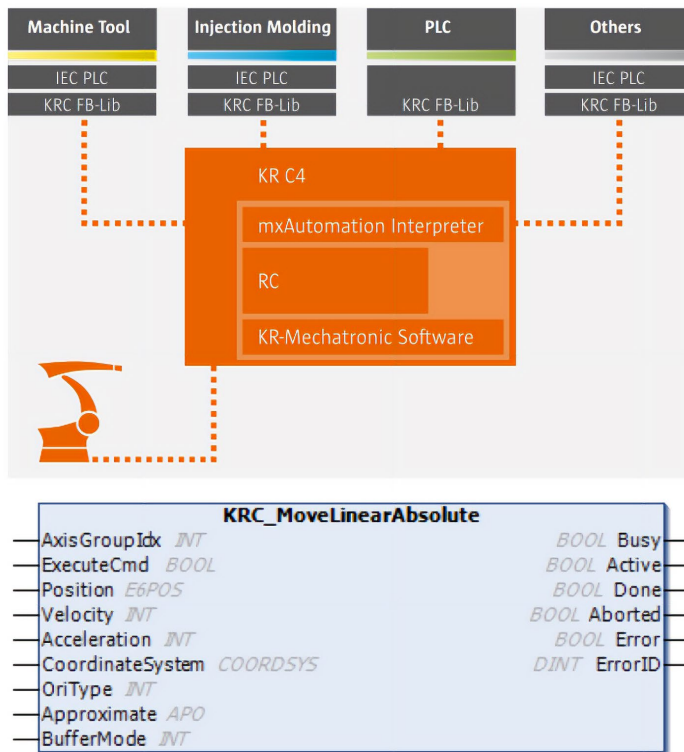 Machine Tool
Injection Molding
PLC
Others
IEC PLC
IEC PLC
IEC PLC
KRC FB-Lib
KRC FB-Lib
KRC FB-Lib
KRC FB-Lib
KR C4
mxAutomation Interpreter
RC
KR-Mechatronic Software
KRC_MoveLinearAbsolute
AxisGroupIdx INT
BOOL Busy
ExecuteCmd BOOL
BOOL Active
Position E6POS
BOOL Done
Velocity INT
BOOL Aborted
Acceleration INT
BOOL Error
CoordinateSystem COORDSYS
DINT ErrorID
OriType INT
Approximate APO
BufferMode INT